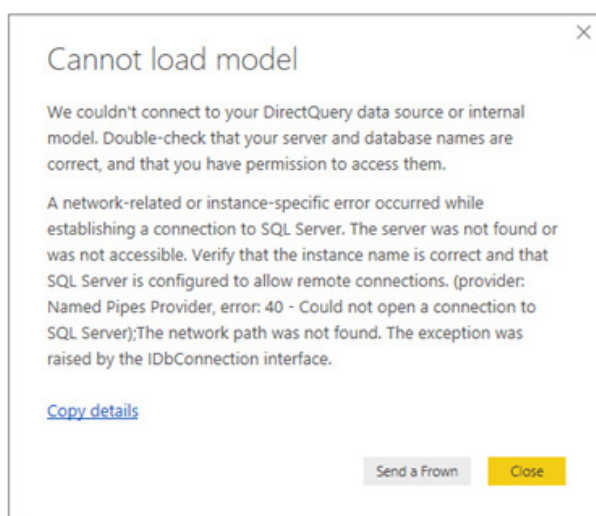 Cannot load model
We couldn't connect to your DirectQuery data source or internal
model. Double-check that your server and database names are
correct, and that you have permission to access them.
A network-related or instance-specific error occurred while
establishing a connection to SQL Server. The server was not found or
was not accessible. Verify that the instance name is correct and that
SQL Server is configured to allow remote connections. (provider:
Named Pipes Provider, error: 40 - Could not open a connection to
SQL Server);The network path was not found. The exception was
raised by the IDbConnection interface.
Copy details
Send a Frown
Close